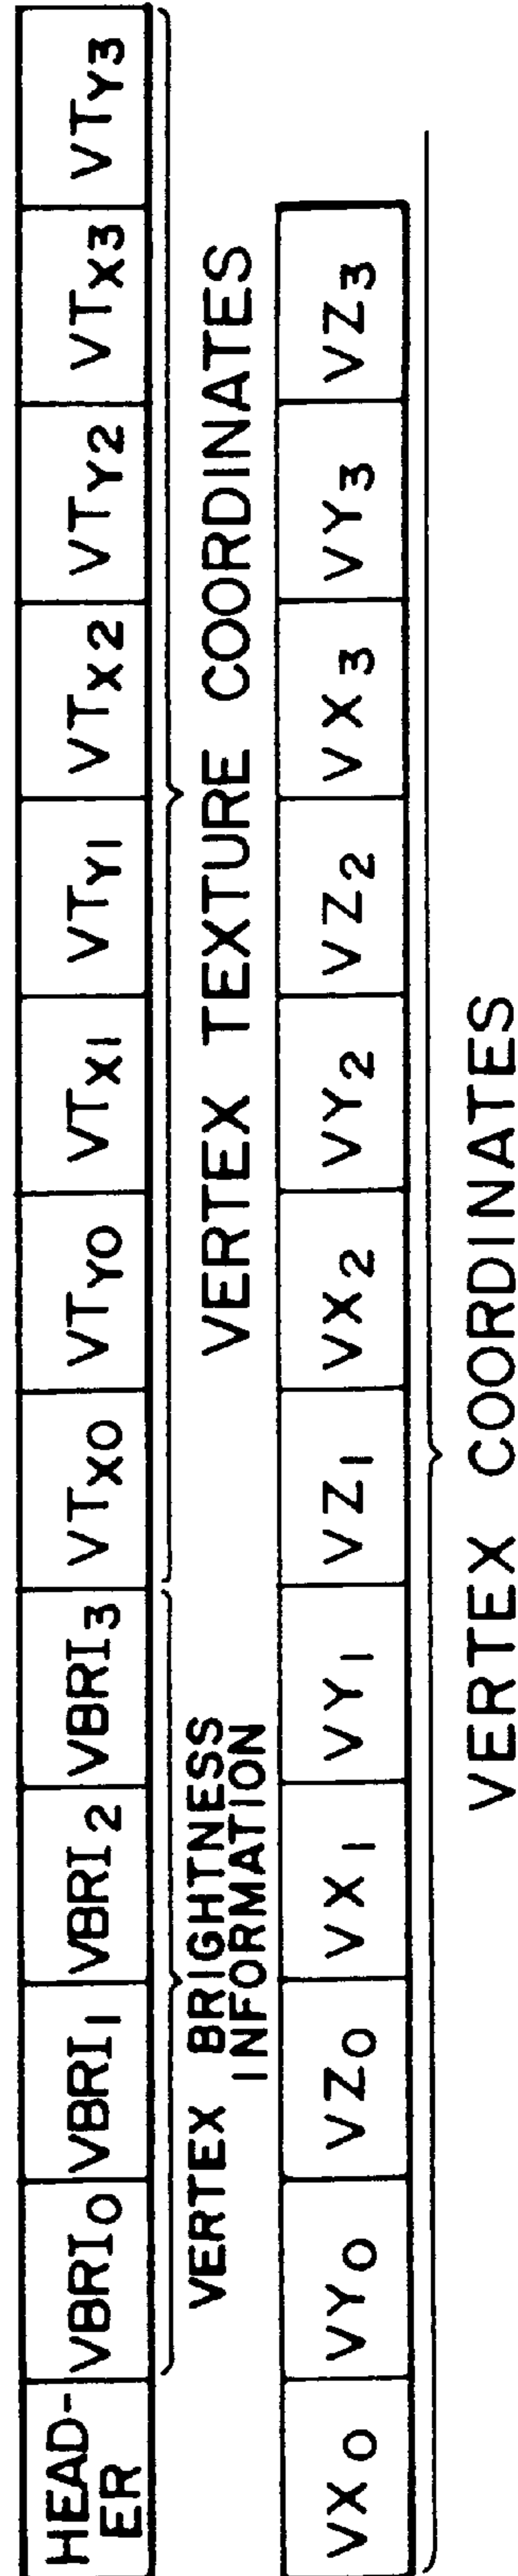 HEAD-
ER
VBRI0 VBRI1 VBRI2 VBRI3 VTX0 VTY0 VTX1 VTY1 VTX2 VTY2 VTX3 VTY3
VERTEX BRIGHTNESS
INFORMATION
VERTEX TEXTURE COORDINATES
VX0 VY0 VZ0 VX1 VY1 VZ1 VX2 VY2 VZ2 VX3 VY3 VZ3
VERTEX COORDINATES